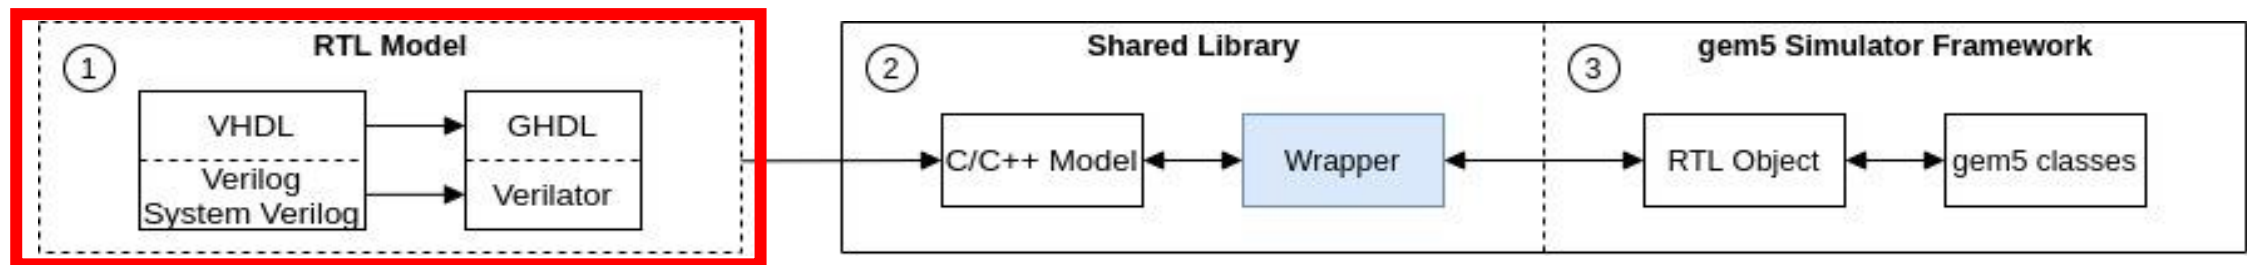 RTL Model
1
VHDL
GHDL
Verilog
System Verilog
Verilator
Shared Library
2
C/C++ Model
Wrapper
gem5 Simulator Framework
3
RTL Object
gem5 classes